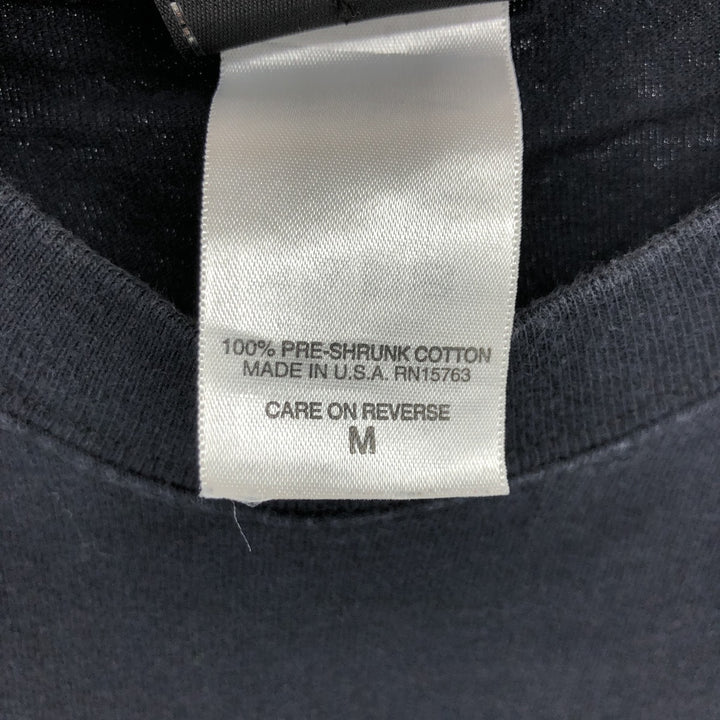 100% PRE-SHRUNK COTTON
MADE IN U.S.A. RN15763
CARE ON REVERSE
M